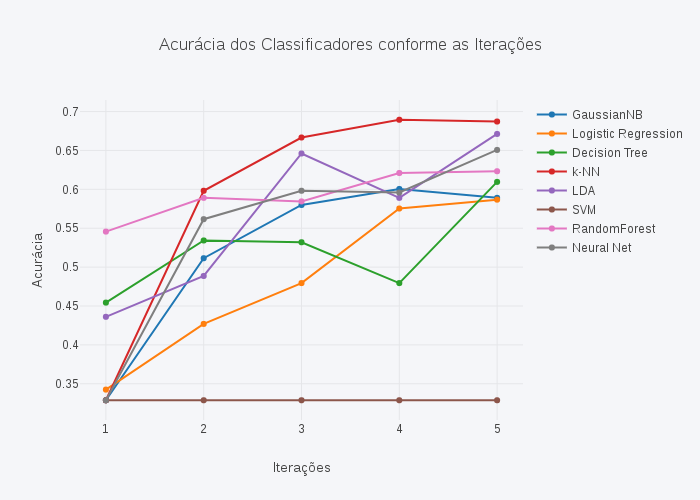 Acurácia dos Classificadores conforme as Iterações
0.7
0.65
0.6
0.55
0.5
0.45
0.4
0.35
Acurácia
1 2 3 4 5
Iterações
GaussianNB
Logistic Regression
Decision Tree
k-NN
LDA
SVM
RandomForest
Neural Net